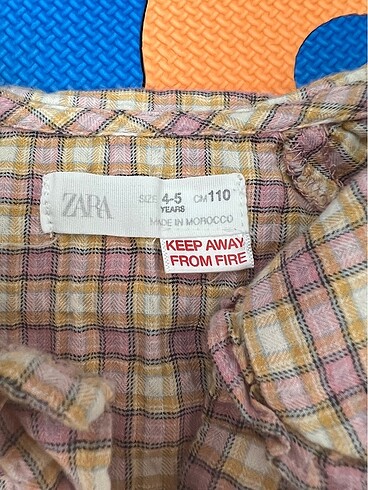 ZARA
SIZE 4-5 CM 110
YEARS
MADE IN MOROCCO
KEEP AWAY
FROM FIRE